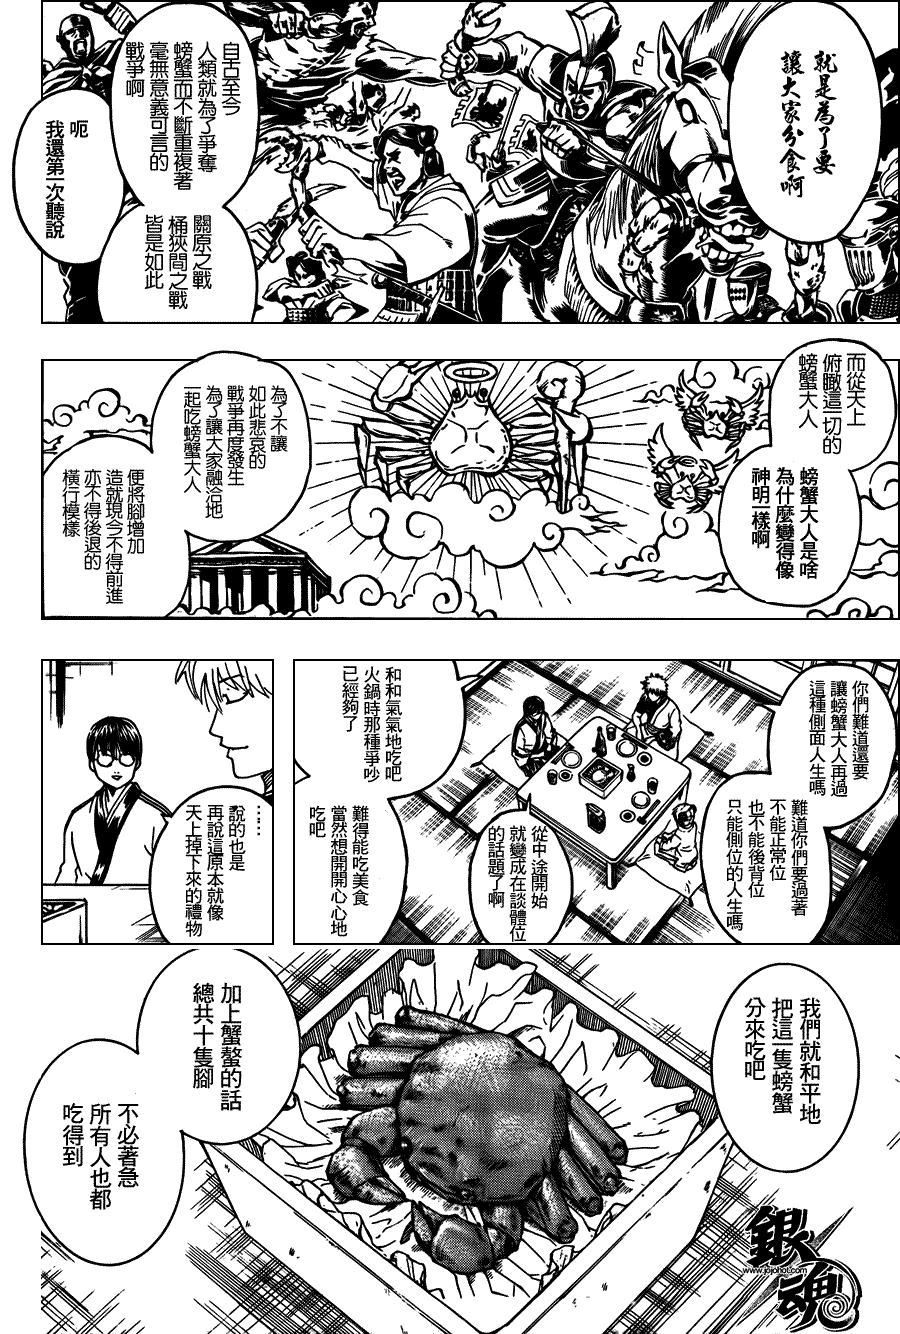 就是為了要
讓大家分食啊
自古至今
人類就為了爭奪
螃蟹而不斷重複著
毫無意義可言的
戰爭啊
關原之戰
桶狹間之戰
皆是如此
呃
我還第一次聽說
而從天上
俯瞰這一切的
螃蟹大人
螃蟹大人是啥
為什麼變得像
神明一樣啊
為了不讓
如此悲哀的
戰爭再度發生
為了讓大家融洽地
一起吃螃蟹大人
便將腳增加
造就現今不得前進
亦不得後退的
橫行模樣
你們難道還要
讓螃蟹大人再過
這種側面人生嗎
難道你們要過著
不能正常位
也不能後背位
只能側位的人生嗎
從中途開始
就變成在談體位
的話題了啊
和和氣氣地吃吧
火鍋時那種爭吵
已經夠了
難得能吃美食
當然想開開心心地
吃吧
……
說的也是
再說這原本就像
天上掉下來的禮物
我們就和平地
把這一隻螃蟹
分來吃吧
加上蟹螯的話
總共十隻腳
不必著急
所有人也都
吃得到
銀魂
www.jojohot.com